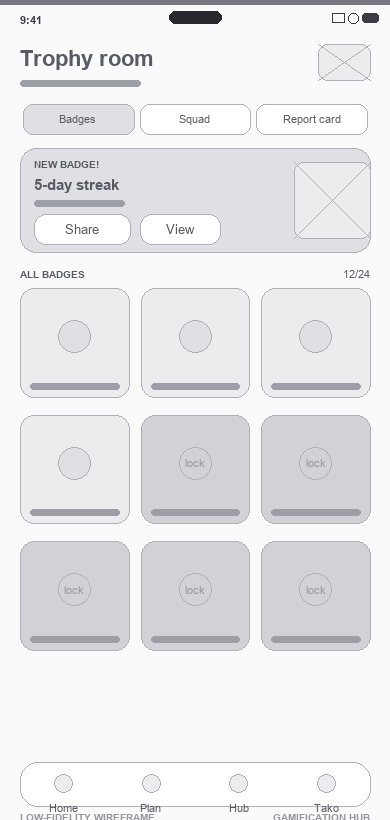 9:41
Trophy room
Badges Squad Report card
NEW BADGE!
5-day streak
Share View
ALL BADGES 12/24
lock lock
lock lock lock
Home Plan Hub Tako
LOW-FIDELITY WIREFRAME GAMIFICATION HUB